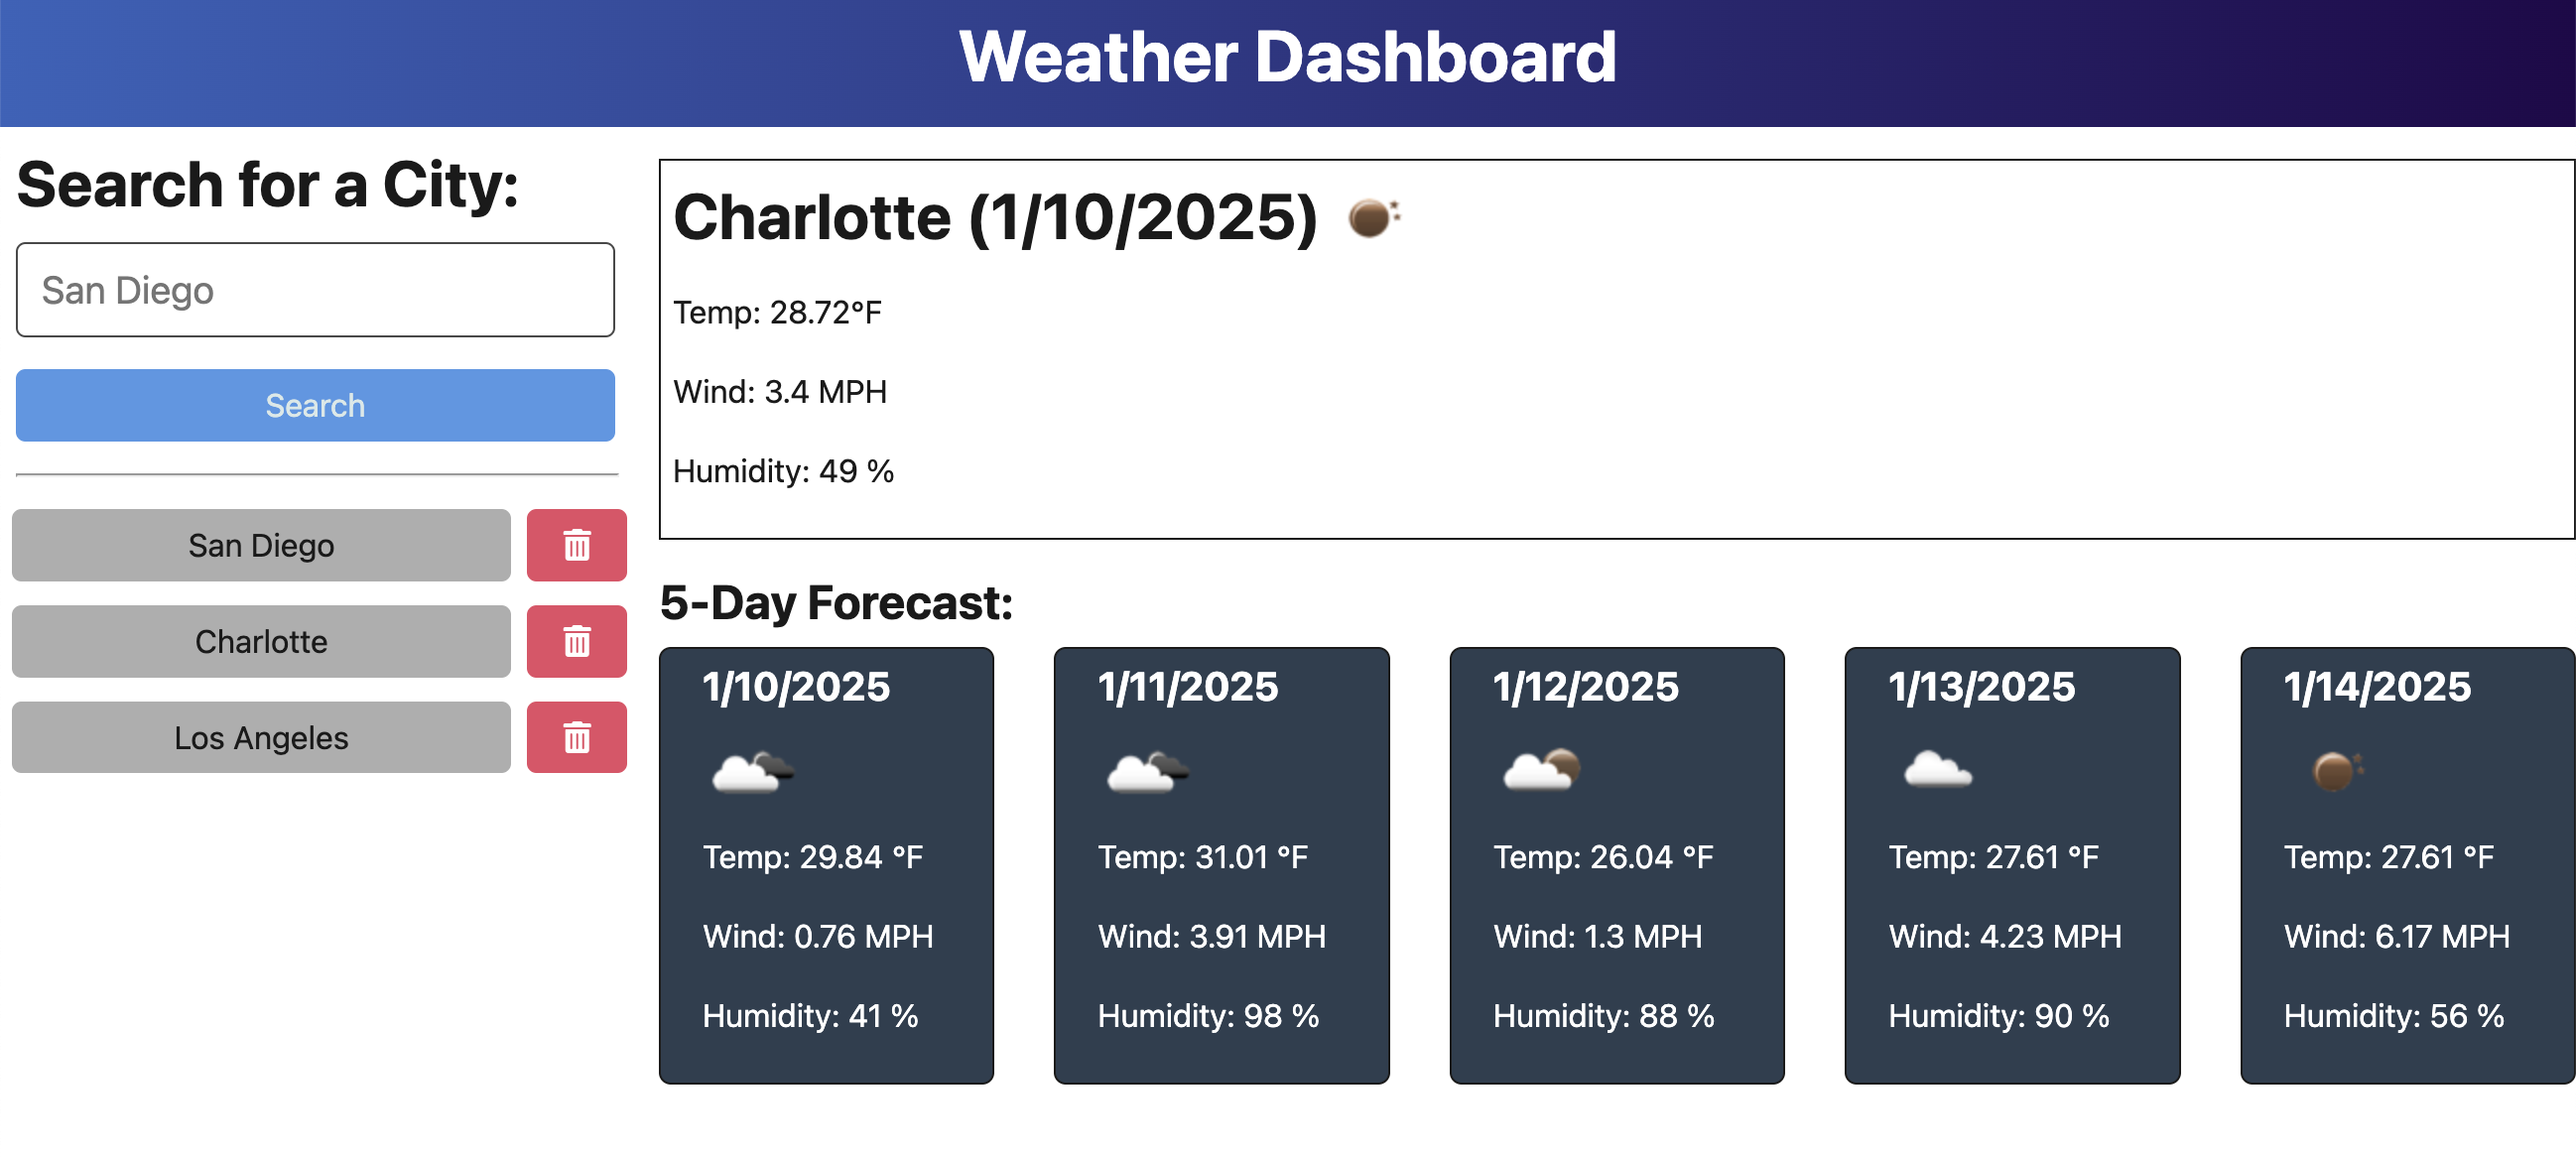 Weather Dashboard
Search for a City:
San Diego
Search
San Diego
Charlotte
Los Angeles
Charlotte (1/10/2025)
Temp: 28.72°F
Wind: 3.4 MPH
Humidity: 49 %
5-Day Forecast:
1/10/2025
Temp: 29.84 °F
Wind: 0.76 MPH
Humidity: 41 %
1/11/2025
Temp: 31.01 °F
Wind: 3.91 MPH
Humidity: 98 %
1/12/2025
Temp: 26.04 °F
Wind: 1.3 MPH
Humidity: 88 %
1/13/2025
Temp: 27.61 °F
Wind: 4.23 MPH
Humidity: 90 %
1/14/2025
Temp: 27.61 °F
Wind: 6.17 MPH
Humidity: 56 %